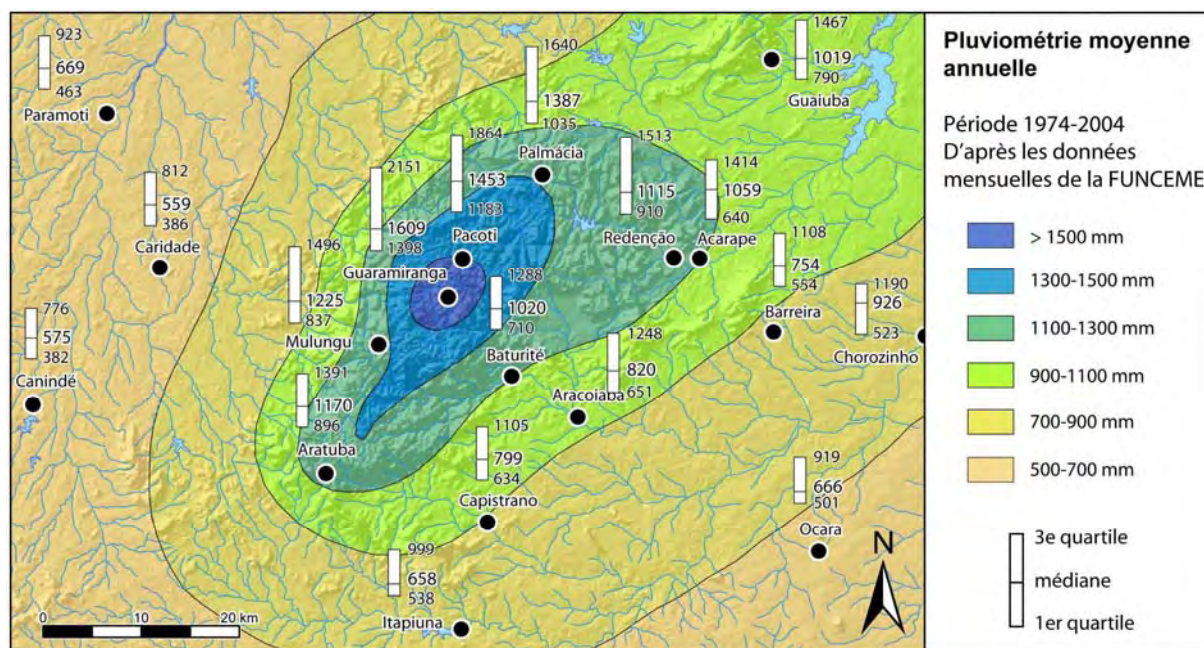 923
669
463
Paramoti
812
559
386
Caridade
776
575
382
Canindé
1496
1225
837
Mulungu
1391
1170
896
Aratuba
2151
1609
1398
Guaramiranga
1864
1453
1183
Pacoti
1640
1387
1035
Palmácia
1288
1020
710
Baturité
1513
1115
910
Redenção
1414
1059
640
Acarape
1467
1019
790
Guaiuba
1108
754
554
Barreira
1190
926
523
Chorozinho
1248
820
651
Aracoiaba
1105
799
634
Capistrano
999
658
538
Itapiuna
919
666
501
Ocara
N
0 10 20 km
Pluviométrie moyenne
annuelle
Période 1974-2004
D'après les données
mensuelles de la FUNCEME
> 1500 mm
1300-1500 mm
1100-1300 mm
900-1100 mm
700-900 mm
500-700 mm
3e quartile
médiane
1er quartile